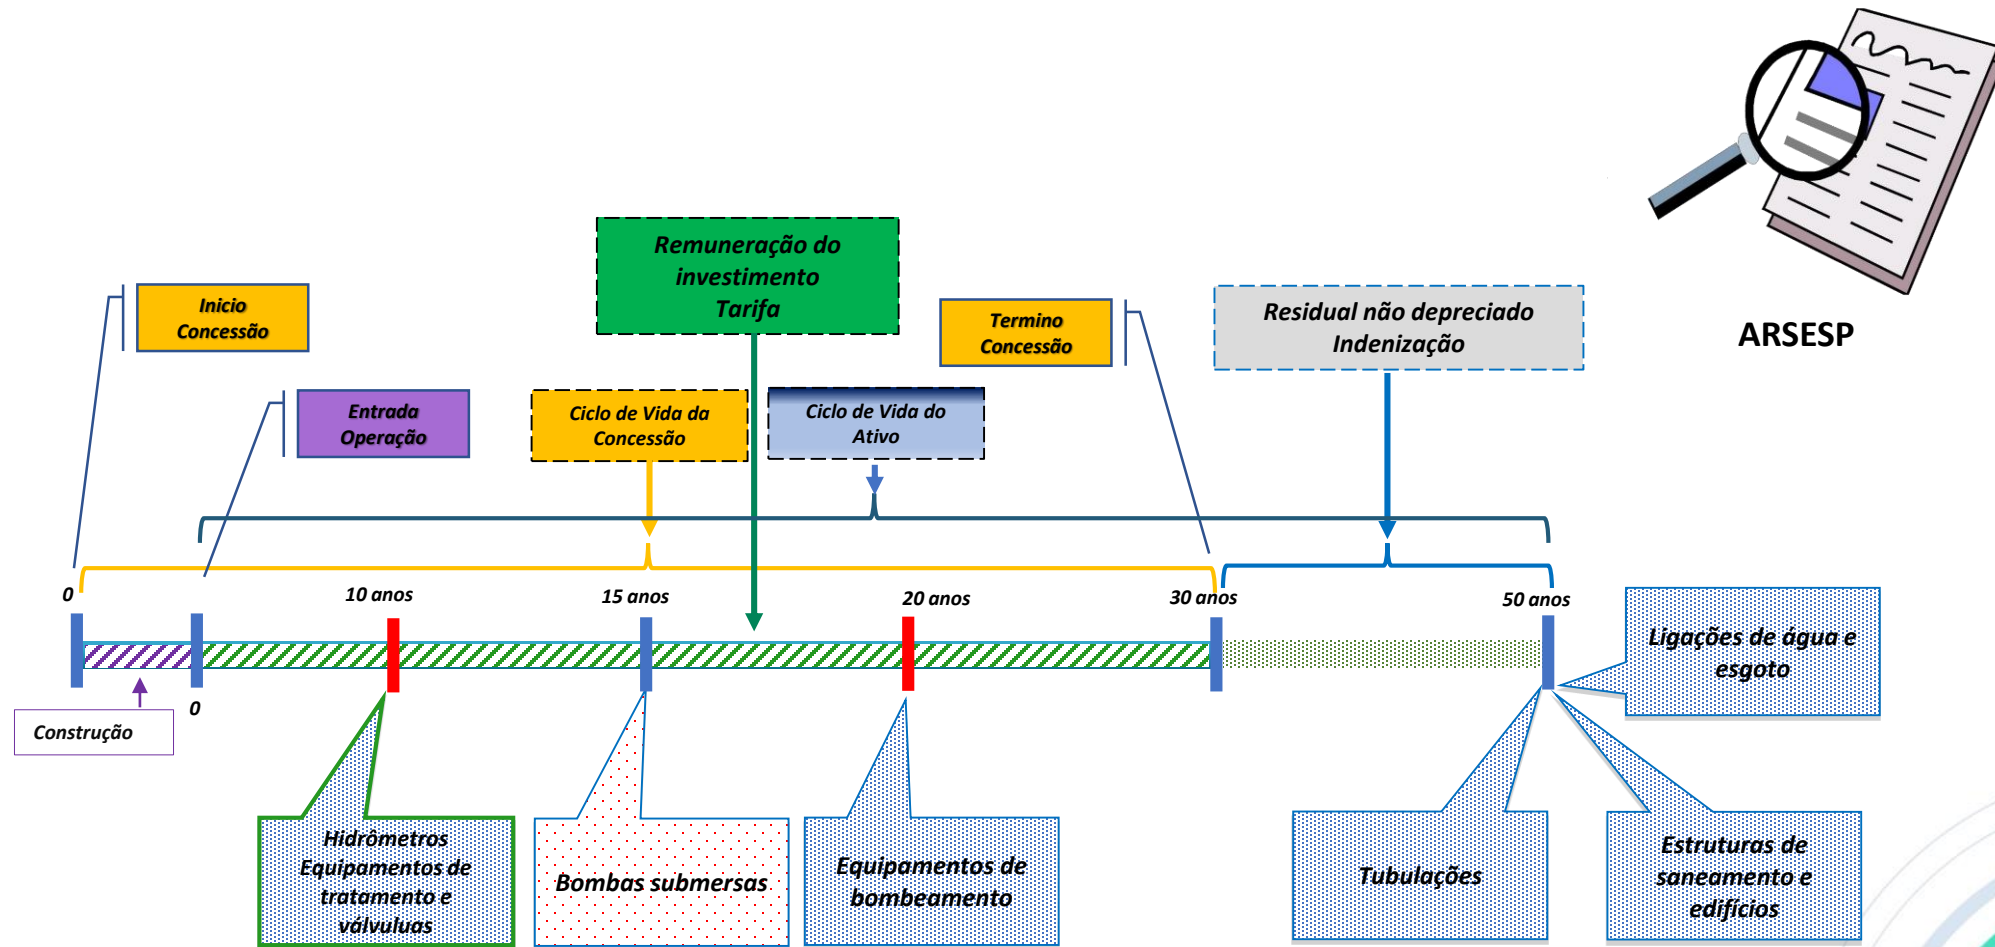 Remuneração do
investimento
Tarifa
Inicio
Concessão
Termino
Concessão
Residual não depreciado
Indenização
ARSESP
Entrada
Operação
Ciclo de Vida da
Concessão
Ciclo de Vida do
Ativo
0
10 anos
15 anos
20 anos
30 anos
50 anos
Ligações de água e
esgoto
0
Construção
Hidrômetros
Equipamentos de
tratamento e
válvuluas
Bombas submersas
Equipamentos de
bombeamento
Tubulações
Estruturas de
saneamento e
edifícios